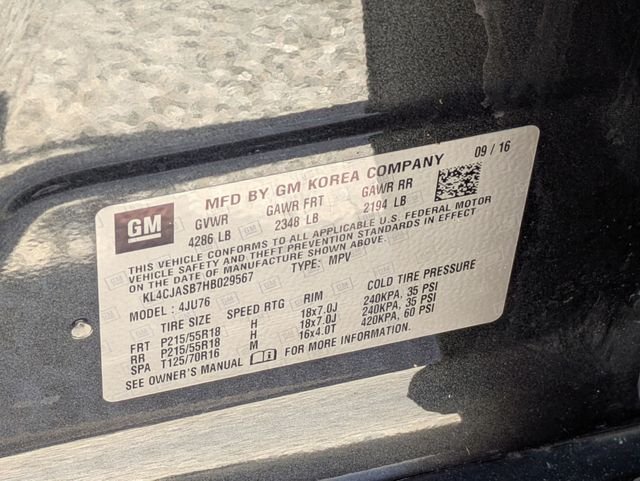 GM
MFD BY GM KOREA COMPANY 09 / 16
GVWR GAWR FRT GAWR RR
4286 LB 2348 LB 2194 LB
THIS VEHICLE CONFORMS TO ALL APPLICABLE U.S. FEDERAL MOTOR
VEHICLE SAFETY AND THEFT PREVENTION STANDARDS IN EFFECT
ON THE DATE OF MANUFACTURE SHOWN ABOVE.
KL4CJASB7HB029567 TYPE: MPV
MODEL: 4JU76
TIRE SIZE SPEED RTG RIM COLD TIRE PRESSURE
FRT P215/55R18 H 18x7.0J 240KPA, 35 PSI
RR P215/55R18 H 18x7.0J 240KPA, 35 PSI
SPA T125/70R16 M 16x4.0T 420KPA, 60 PSI
SEE OWNER'S MANUAL FOR MORE INFORMATION.